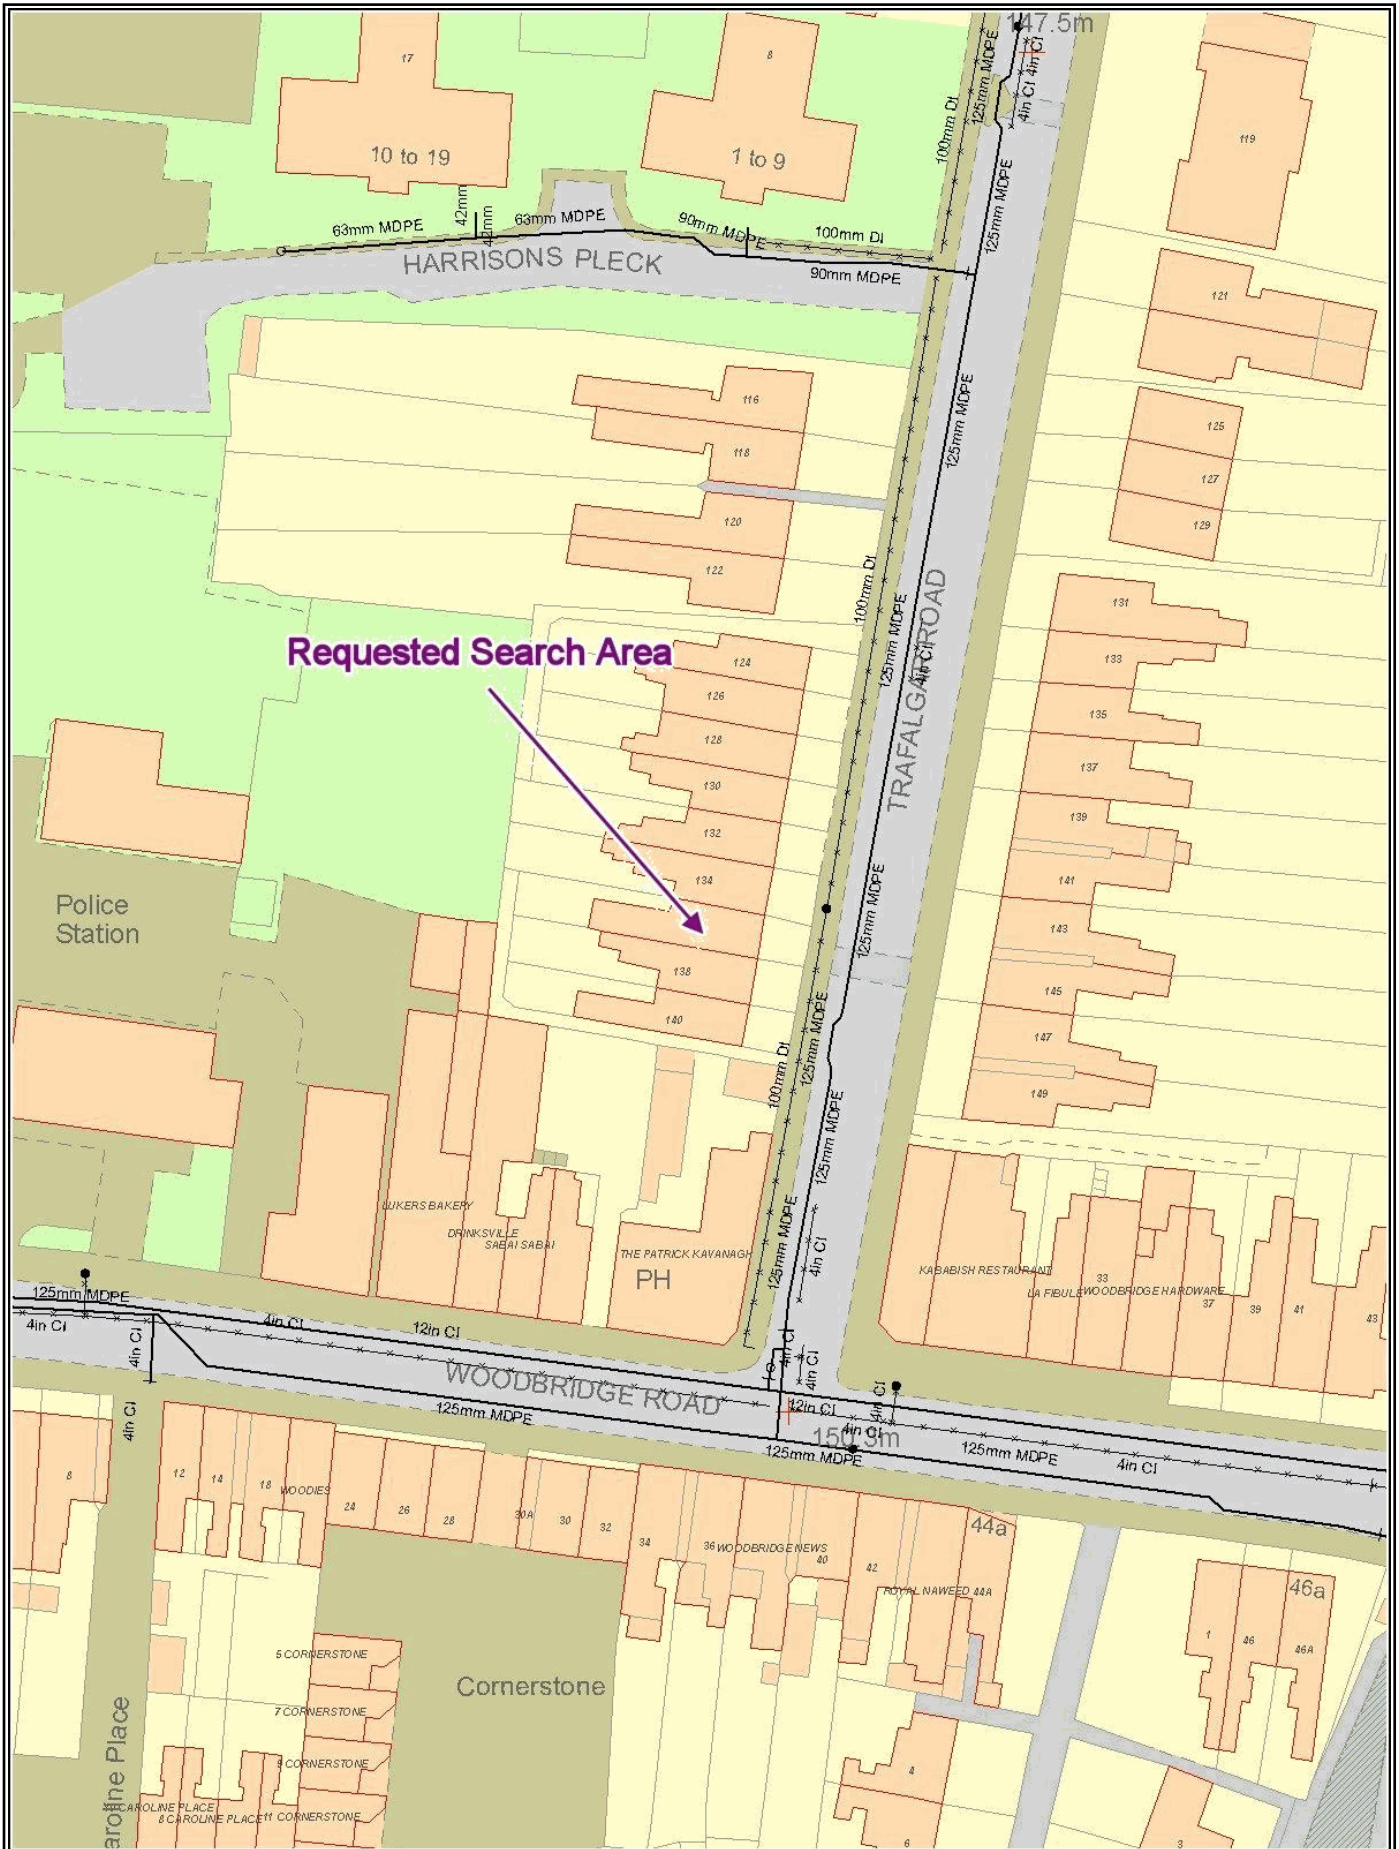 147.5m
17
8
4in CI
4in CI
125mm MDPE
100mm DI
119
10 to 19
1 to 9
125mm MDPE
42mm
42mm
63mm MDPE
63mm MDPE
90mm MDPE
100mm DI
125mm MDPE
HARRISONS PLECK
90mm MDPE
121
116
125mm MDPE
125
118
127
120
129
122
100mm DI
131
125mm MDPE
TRAFALGAR ROAD
4in CI
Requested Search Area
124
133
126
135
128
137
130
139
132
134
141
Police
Station
125mm MDPE
143
138
145
140
125mm MDPE
147
100mm DI
149
125mm MDPE
LUKERS BAKERY
DRINKSVILLE
SABAI SABAI
THE PATRICK KAVANAGH
PH
125mm MDPE
4in CI
KABABISH RESTAURANT
LA FIBULE
33
WOODBRIDGE HARDWARE
37
39
41
43
125mm MDPE
4in CI
4in CI
4in CI
12in CI
4in CI
4in CI
WOODBRIDGE ROAD
4in CI
125mm MDPE
12in CI
4in CI
4in CI
150.3m
125mm MDPE
125mm MDPE
4in CI
8
12
14
18
WOODIES
24
26
28
30A
30
32
34
36
WOODBRIDGE NEWS
40
42
44a
ROYAL NAWEED 44A
46a
1
46
46A
5 CORNERSTONE
Cornerstone
7 CORNERSTONE
9 CORNERSTONE
aroline Place
CAROLINE PLACE
8 CAROLINE PLACE
11 CORNERSTONE
4
6
3